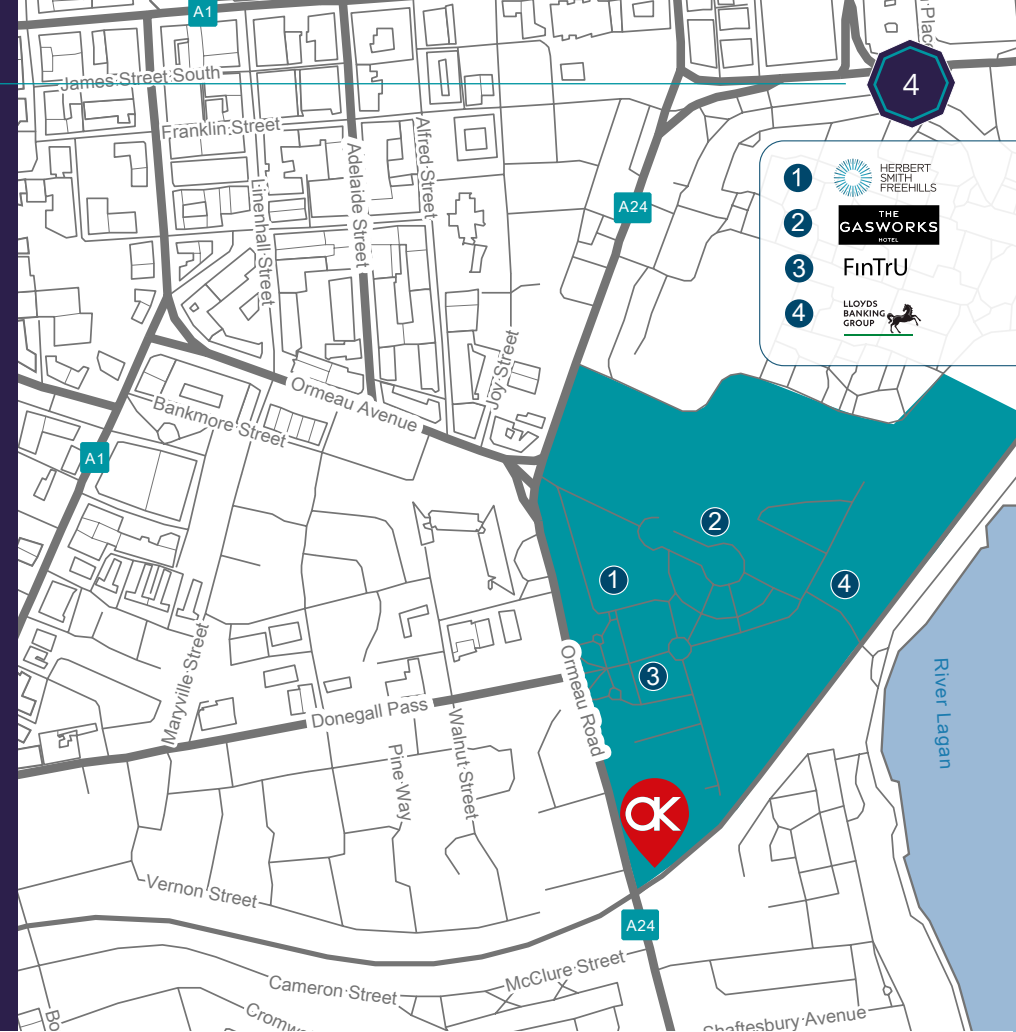 A1
James Street South
4
Franklin Street
Alfred Street
Adelaide Street
Linenhall Street
A24
1
HERBERT
SMITH
FREEHILLS
2
THE
GASWORKS
HOTEL
3
FinTrU
4
LLOYDS
BANKING
GROUP
Joy Street
Ormeau Avenue
Bankmore Street
A1
2
1
4
3
Ormeau Road
River Lagan
Maryville Street
Donegall Pass
Walnut Street
Pine Way
OK
Vernon Street
A24
McClure Street
Cameron Street
Shaftesbury Avenue